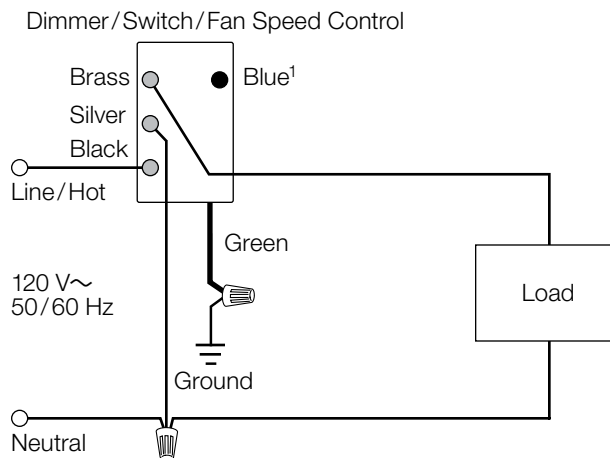 Dimmer/Switch/Fan Speed Control
Brass
Blue¹
Silver
Black
Line/Hot
Green
120 V～
50/60 Hz
Load
Ground
Neutral